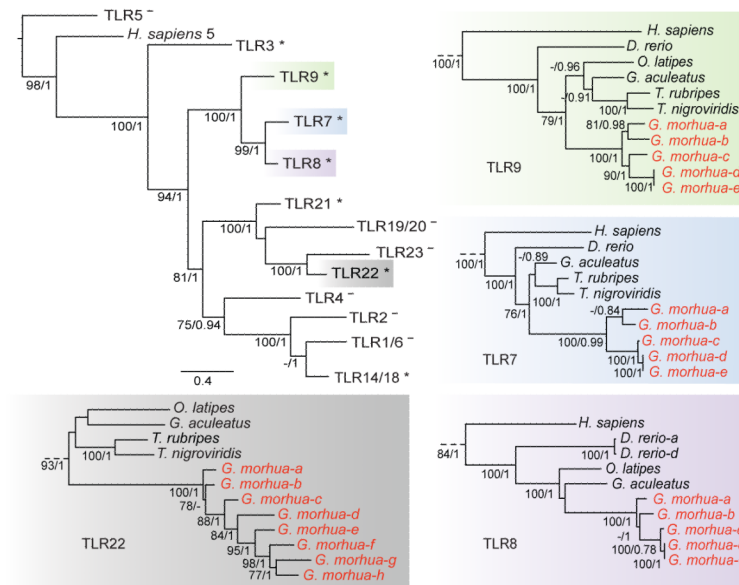 TLR5 –
H. sapiens 5
TLR3 *
98/1
TLR9 *
100/1
100/1
TLR7 *
99/1
TLR8 *
94/1
TLR21 *
100/1
TLR19/20 –
TLR23 –
100/1
TLR22 *
81/1
TLR4 –
75/0.94
TLR2 –
100/1
TLR1/6 –
-/1
TLR14/18 *
0.4
H. sapiens
100/1
D. rerio
-/0.96
O. latipes
G. aculeatus
-/0.91
T. rubripes
100/1
T. nigroviridis
79/1
81/0.98
G. morhua-a
G. morhua-b
100/1
G. morhua-c
90/1
G. morhua-d
100/1
G. morhua-e
TLR9
H. sapiens
100/1
D. rerio
-/0.89
G. aculeatus
100/1
T. rubripes
100/1
T. nigroviridis
76/1
G. morhua-a
-/0.84
G. morhua-b
100/0.99
G. morhua-c
100/1
G. morhua-d
100/1
G. morhua-e
TLR7
O. latipes
G. aculeatus
93/1
T. rubripes
100/1
T. nigroviridis
G. morhua-a
100/1
G. morhua-b
78/-
G. morhua-c
88/1
G. morhua-d
84/1
G. morhua-e
95/1
G. morhua-f
98/1
G. morhua-g
77/1
G. morhua-h
TLR22
H. sapiens
84/1
D. rerio-a
100/1
D. rerio-d
100/1
O. latipes
G. aculeatus
100/1
G. morhua-a
100/1
G. morhua-b
-/1
100/0.78
100/1
TLR8